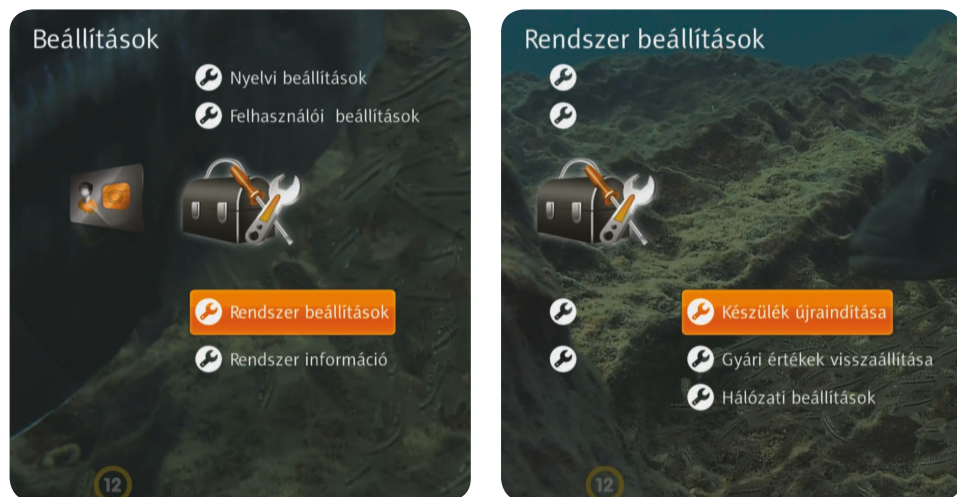 Beállítások
Nyelvi beállítások
Felhasználói beállítások
Rendszer beállítások
Rendszer információ
12
Rendszer beállítások
Készülék újraindítása
Gyári értékek visszaállítása
Hálózati beállítások
12